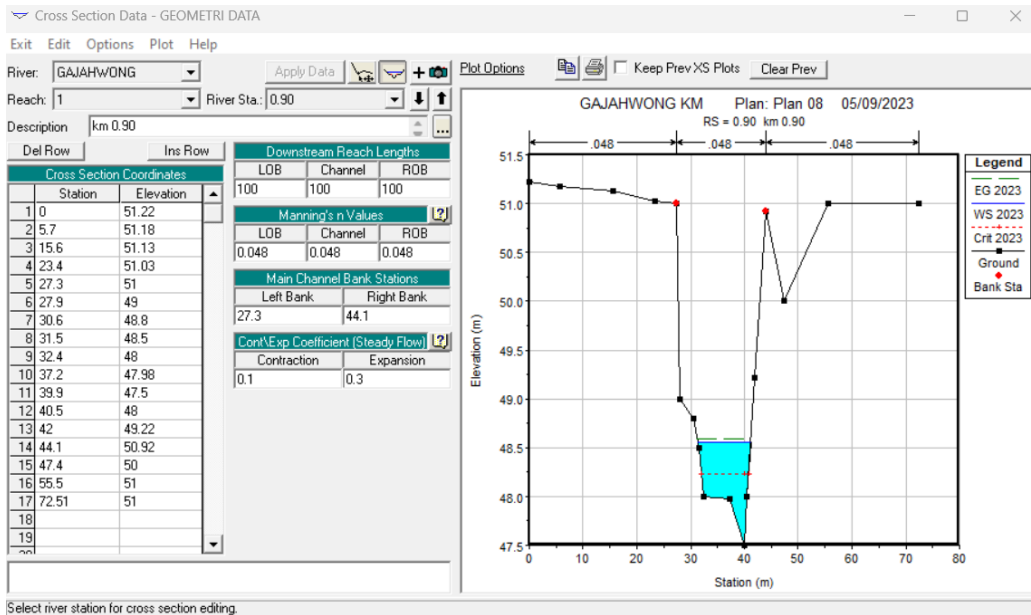 Cross Section Data - GEOMETRI DATA
Exit Edit Options Plot Help
River: GAJAHWONG Apply Data
Reach: 1 River Sta.: 0.90
Description km 0.90 ...
Del Row Ins Row
Cross Section Coordinates
Station Elevation
1 0 51.22
2 5.7 51.18
3 15.6 51.13
4 23.4 51.03
5 27.3 51
6 27.9 49
7 30.6 48.8
8 31.5 48.5
9 32.4 48
10 37.2 47.98
11 39.9 47.5
12 40.5 48
13 42 49.22
14 44.1 50.92
15 47.4 50
16 55.5 51
17 72.51 51
18
19
Downstream Reach Lengths
LOB Channel ROB
100 100 100
Manning's n Values ?
LOB Channel ROB
0.048 0.048 0.048
Main Channel Bank Stations
Left Bank Right Bank
27.3 44.1
Cont\Exp Coefficient (Steady Flow) ?
Contraction Expansion
0.1 0.3
Plot Options Keep Prev XS Plots Clear Prev
GAJAHWONG KM Plan: Plan 08 05/09/2023
RS = 0.90 km 0.90
.048 .048 .048
51.5
51.0
50.5
50.0
49.5
49.0
48.5
48.0
47.5
Elevation (m)
0 10 20 30 40 50 60 70 80
Station (m)
Legend
EG 2023
WS 2023
Crit 2023
Ground
Bank Sta
Select river station for cross section editing.